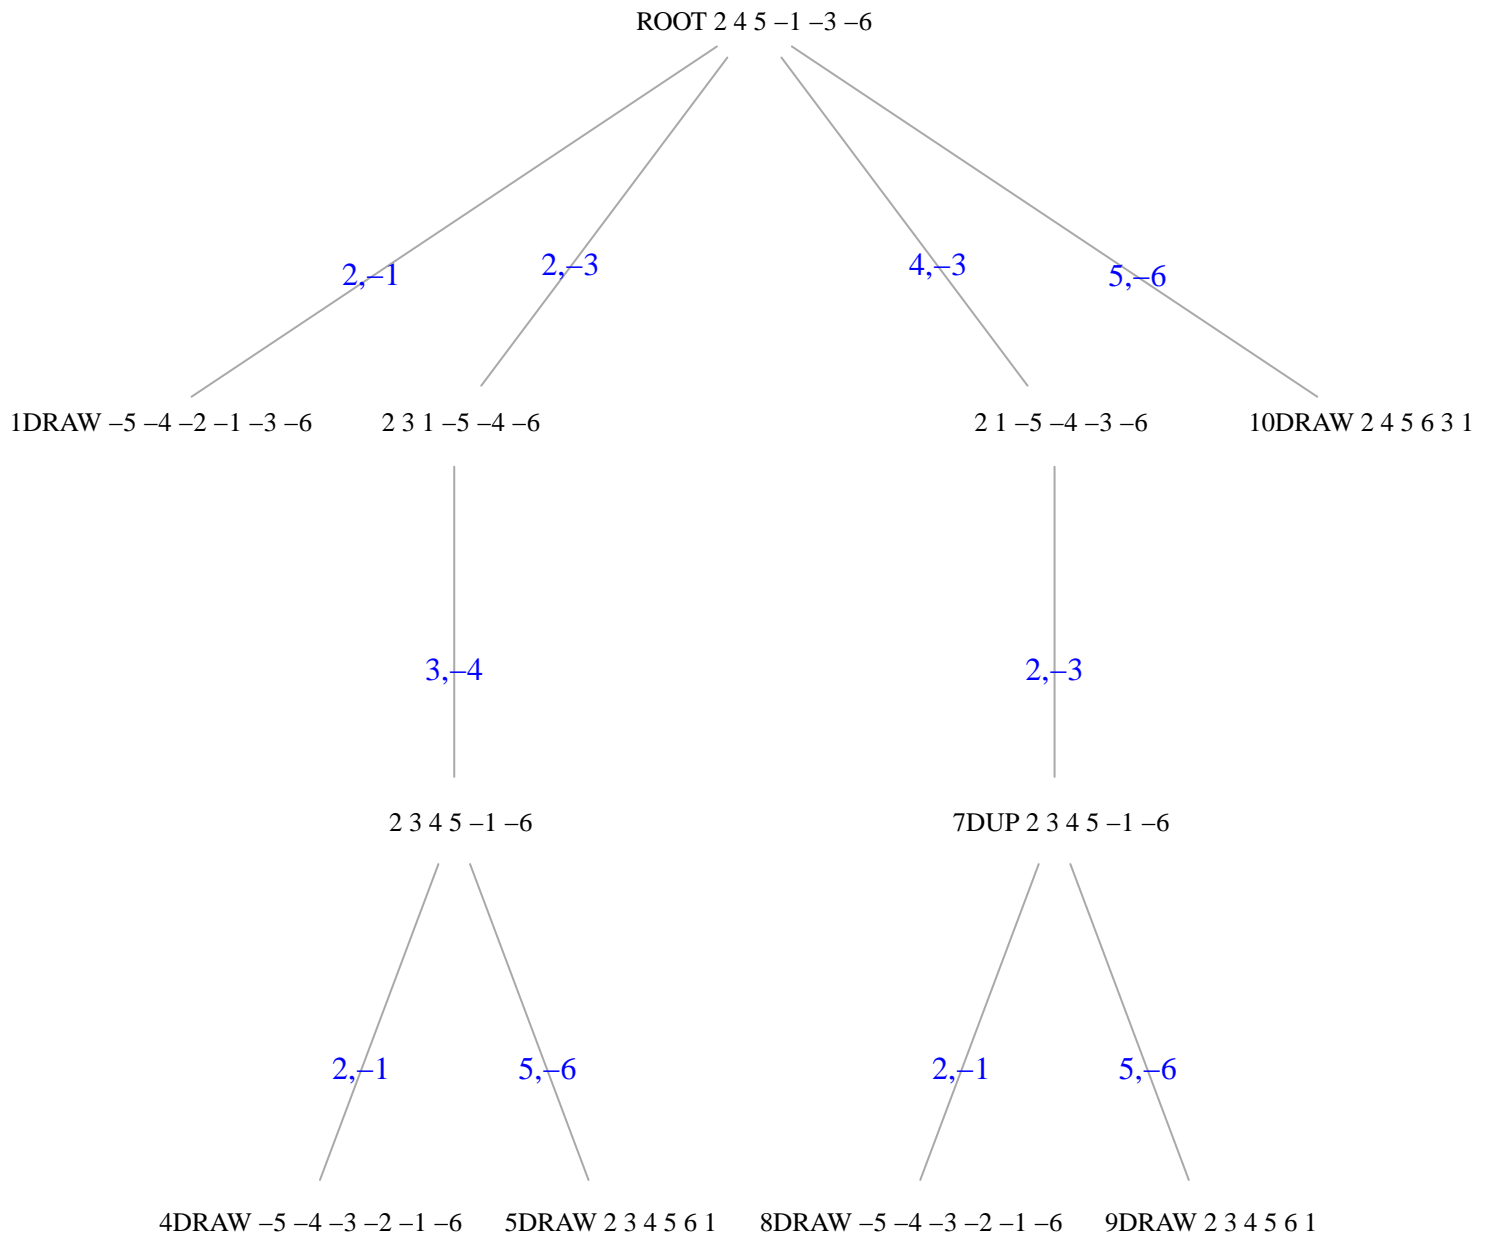 ROOT 2 4 5 –1 –3 –6
2,–1
2,–3
4,–3
5,–6
1DRAW –5 –4 –2 –1 –3 –6
2 3 1 –5 –4 –6
2 1 –5 –4 –3 –6
10DRAW 2 4 5 6 3 1
3,–4
2,–3
2 3 4 5 –1 –6
7DUP 2 3 4 5 –1 –6
2,–1
5,–6
2,–1
5,–6
4DRAW –5 –4 –3 –2 –1 –6
5DRAW 2 3 4 5 6 1
8DRAW –5 –4 –3 –2 –1 –6
9DRAW 2 3 4 5 6 1